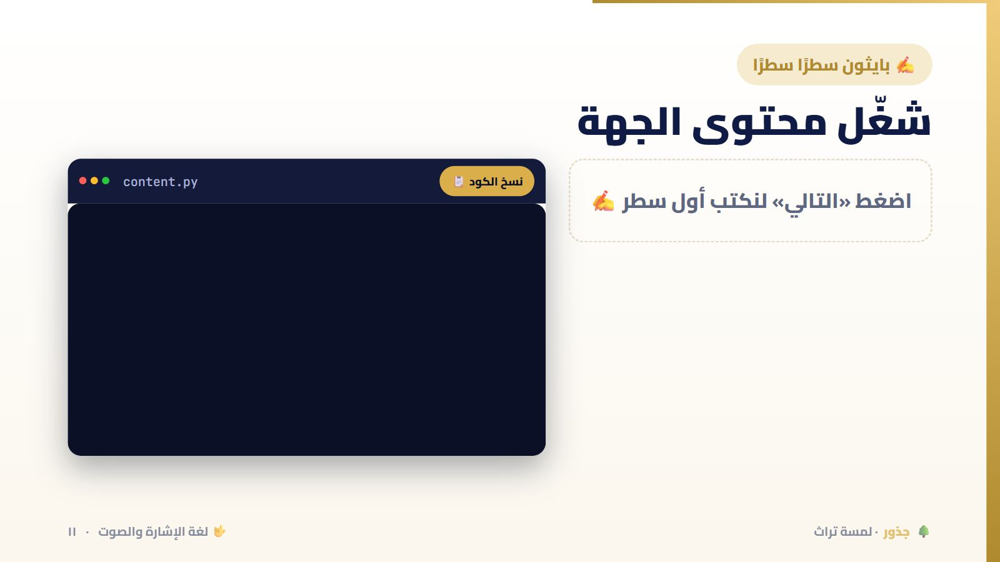 ✍️ بايثون سطرًا سطرًا
شغّل محتوى الجهة
اضغط «التالي» لنكتب أول سطر ✍️
content.py
نسخ الكود 📋
🌳 جذور · لمسة تراث
🤟 لغة الإشارة والصوت · ١١